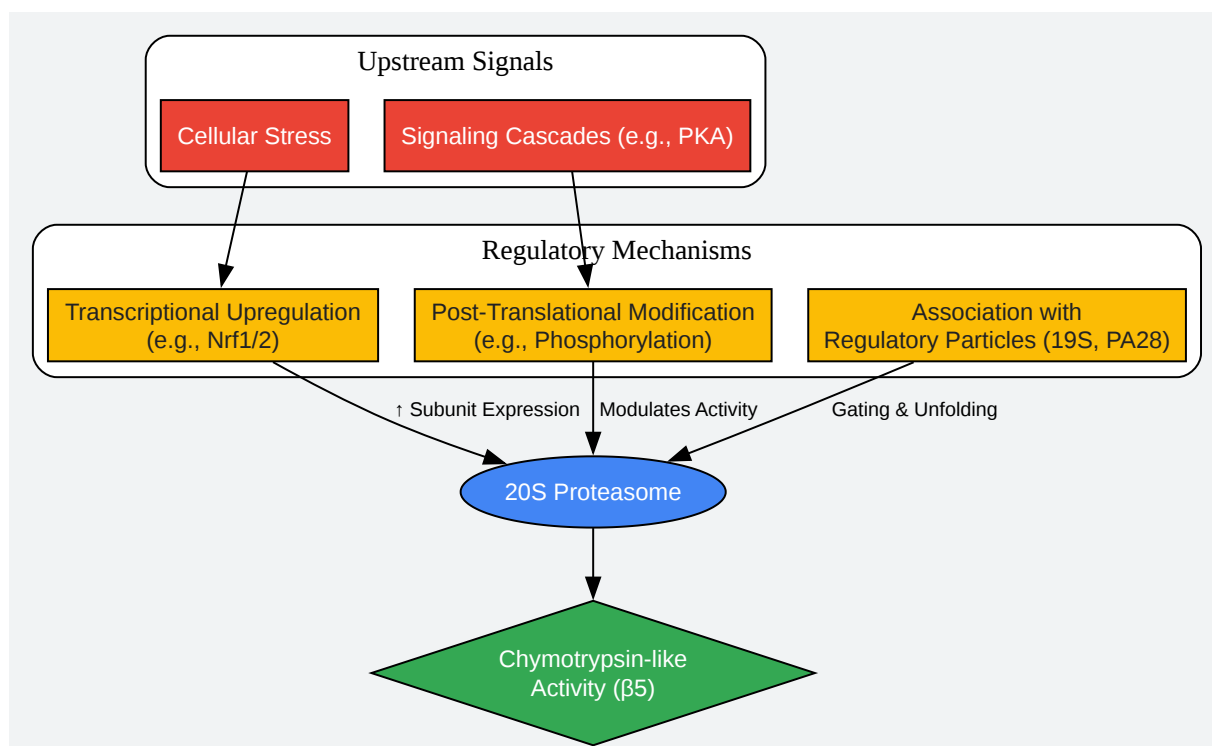 Upstream Signals
Cellular Stress
Signaling Cascades (e.g., PKA)
Regulatory Mechanisms
Transcriptional Upregulation
(e.g., Nrf1/2)
Post-Translational Modification
(e.g., Phosphorylation)
Association with
Regulatory Particles (19S, PA28)
↑ Subunit Expression
Modulates Activity
Gating & Unfolding
20S Proteasome
Chymotrypsin-like
Activity (β5)